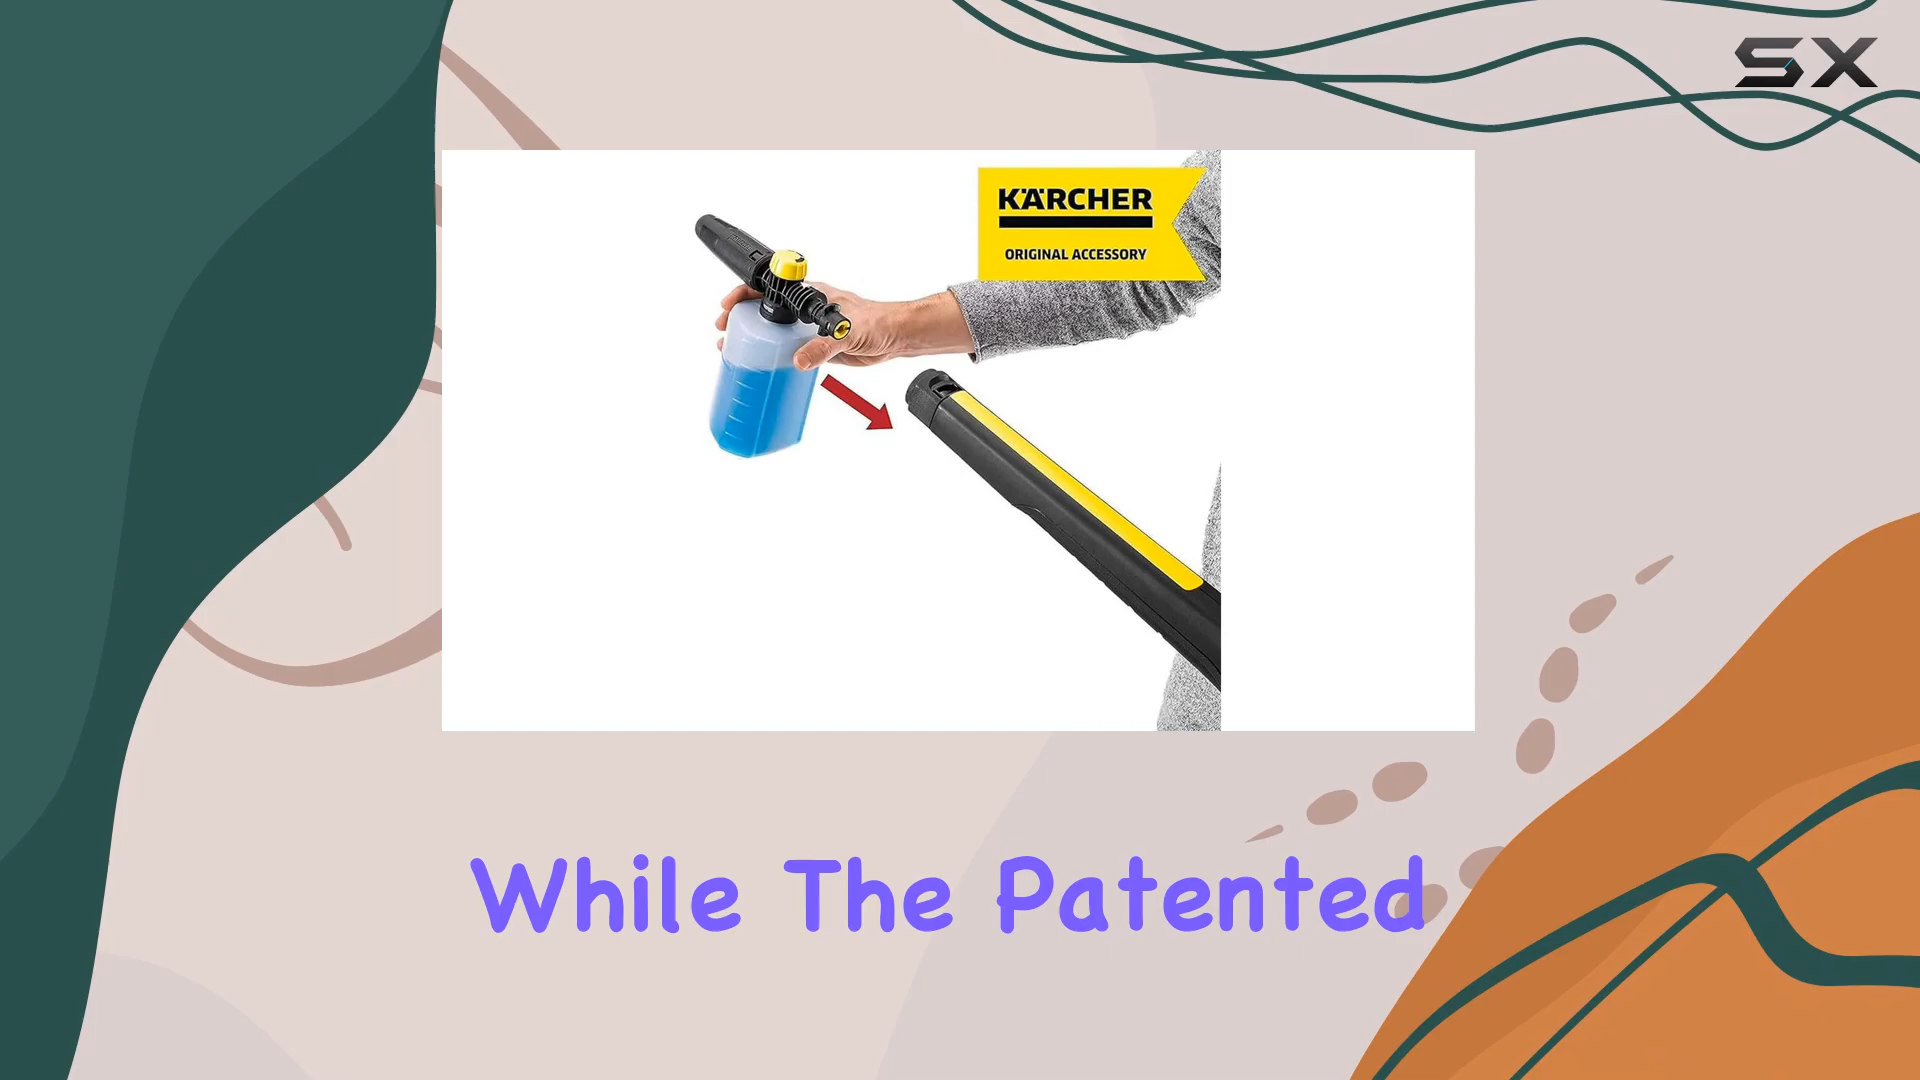 SX
KÄRCHER
ORIGINAL ACCESSORY
While The Patented